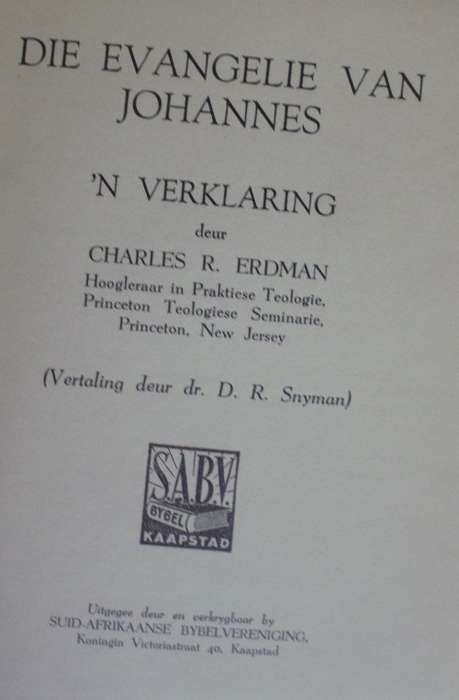 DIE EVANGELIE VAN
JOHANNES
'N VERKLARING
deur
CHARLES R. ERDMAN
Hoogleraar in Praktiese Teologie,
Princeton Teologiese Seminarie,
Princeton, New Jersey
(Vertaling deur dr. D. R. Snyman)
S.A.B.V.
BYBEL
KAAPSTAD
Uitgegee deur en verkrygbaar by
SUID-AFRIKAANSE BYBELVERENIGING,
Koningin Victoriastraat 40, Kaapstad